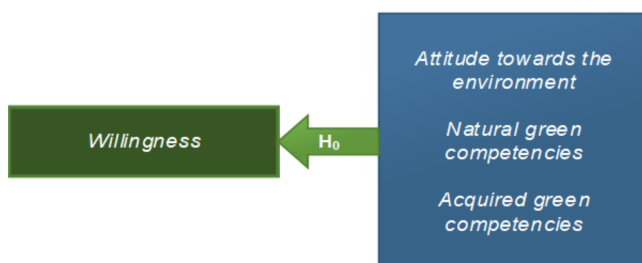 Willingness
H₀
Attitude towards the
environment
Natural green
competencies
Acquired green
competencies